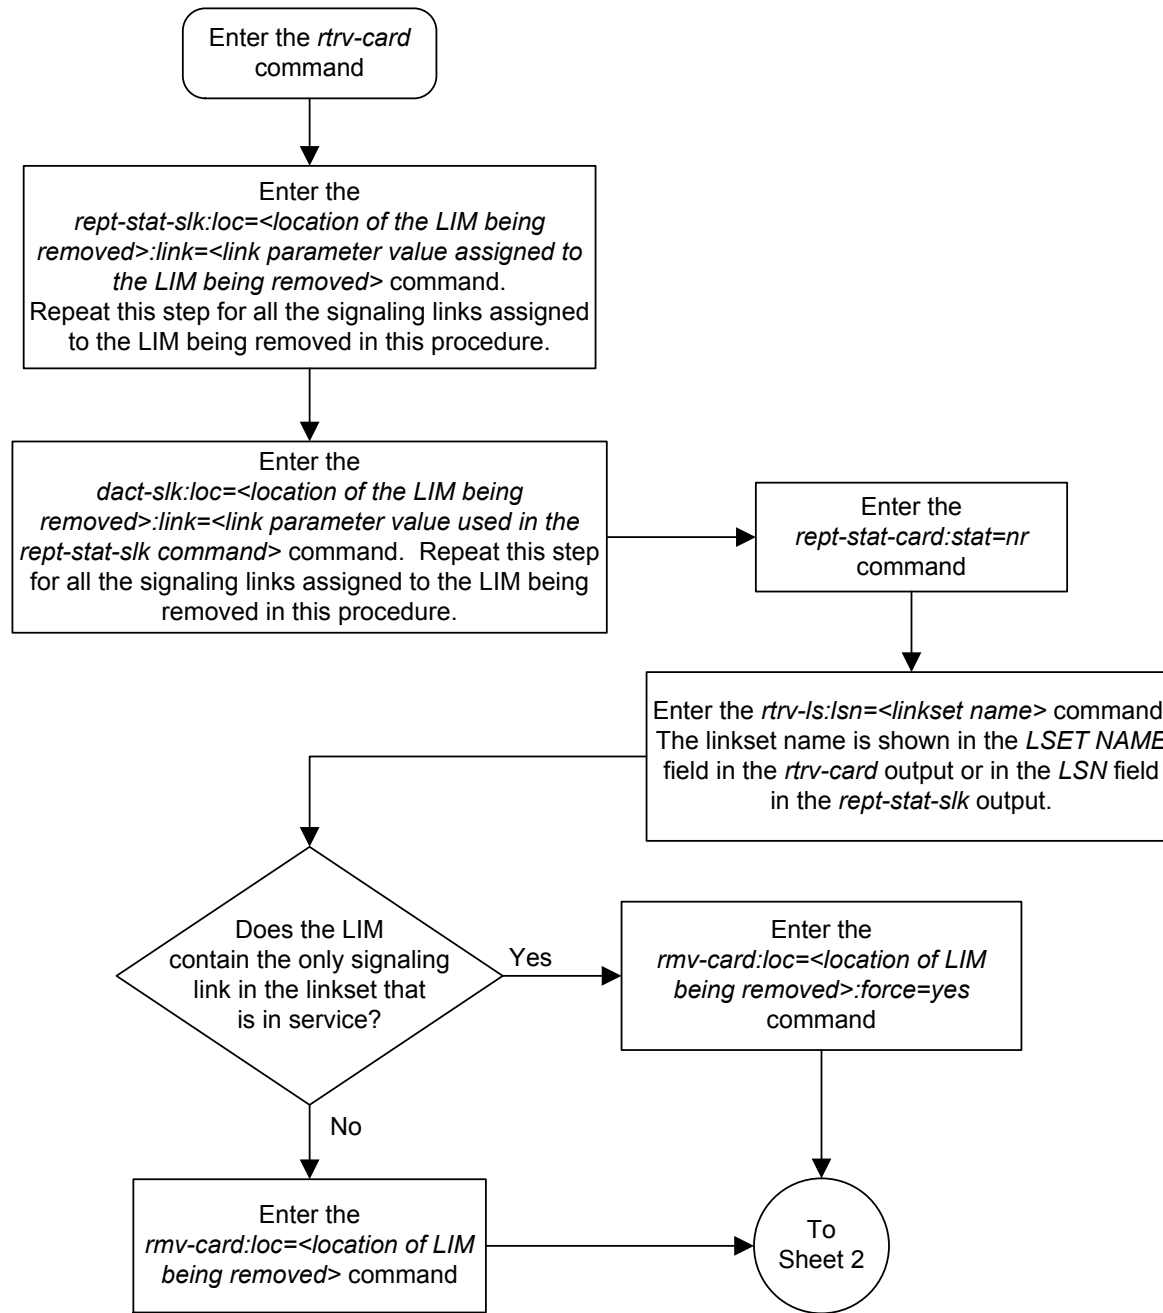 Enter the rtrv-card
command
Enter the
rept-stat-slk:loc=<location of the LIM being
removed>:link=<link parameter value assigned to
the LIM being removed> command.
Repeat this step for all the signaling links assigned
to the LIM being removed in this procedure.
Enter the
dact-slk:loc=<location of the LIM being
removed>:link=<link parameter value used in the
rept-stat-slk command> command.  Repeat this step
for all the signaling links assigned to the LIM being
removed in this procedure.
Enter the
rept-stat-card:stat=nr
command
Enter the rtrv-ls:lsn=<linkset name> command
The linkset name is shown in the LSET NAME
field in the rtrv-card output or in the LSN field
in the rept-stat-slk output.
Does the LIM
contain the only signaling
link in the linkset that
is in service?
Yes
Enter the
rmv-card:loc=<location of LIM
being removed>:force=yes
command
No
Enter the
rmv-card:loc=<location of LIM
being removed> command
To
Sheet 2